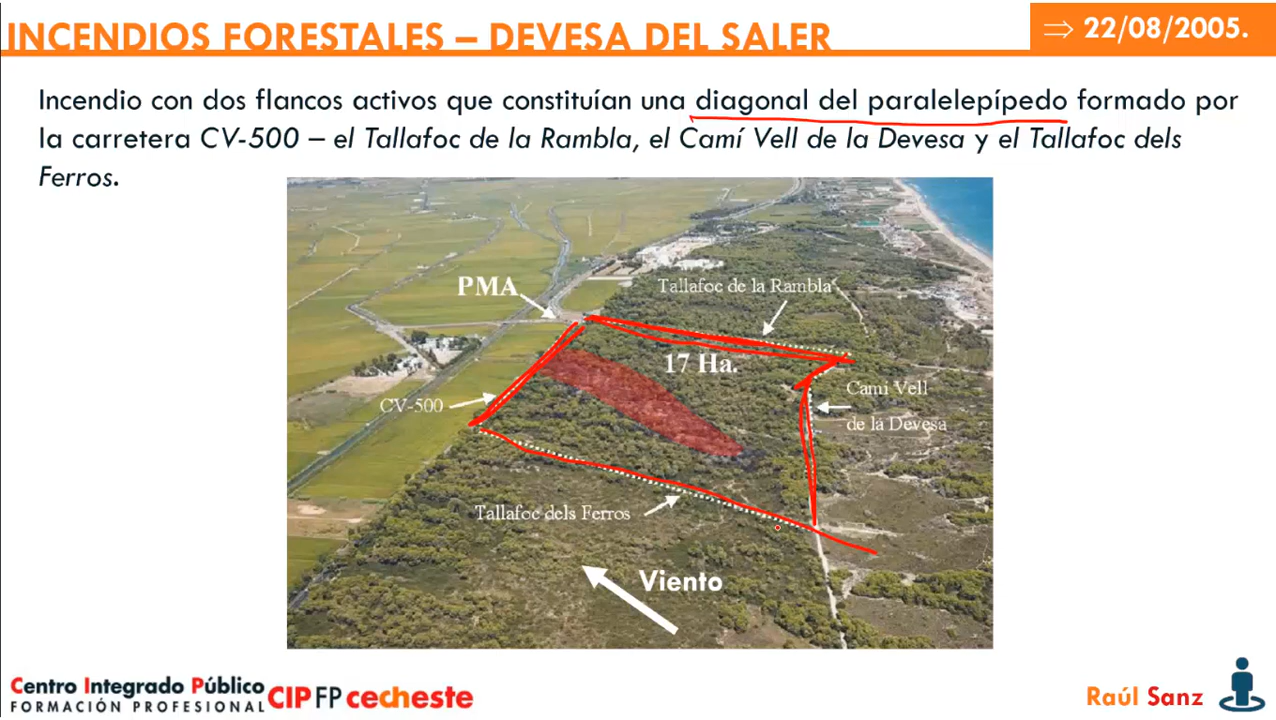 INCENDIOS FORESTALES – DEVESA DEL SALER
⇒ 22/08/2005.
Incendio con dos flancos activos que constituían una diagonal del paralelepípedo formado por
la carretera CV-500 – el Tallafoc de la Rambla, el Camí Vell de la Devesa y el Tallafoc dels
Ferros.
PMA
Tallafoc de la Rambla
17 Ha.
CV-500
Cami Vell
de la Devesa
Tallafoc dels Ferros
Viento
Centro Integrado Público
FORMACIÓN PROFESIONAL
CIPFP cecheste
Raúl Sanz